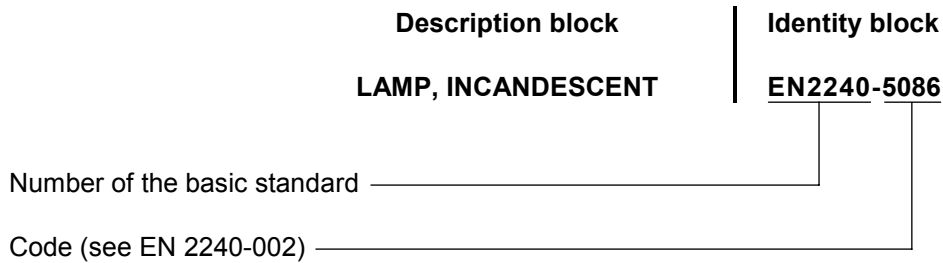 Description block Identity block
LAMP, INCANDESCENT EN2240-5086
Number of the basic standard
Code (see EN 2240-002)